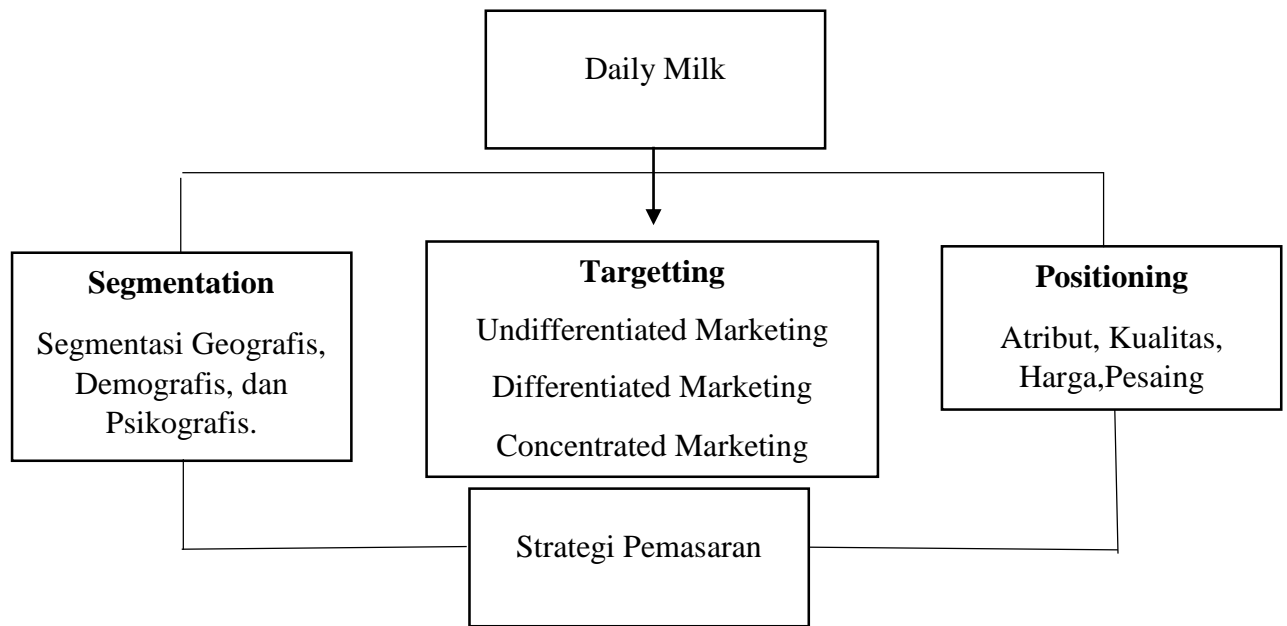 Daily Milk
Segmentation
Segmentasi Geografis,
Demografis, dan
Psikografis.
Targetting
Undifferentiated Marketing
Differentiated Marketing
Concentrated Marketing
Positioning
Atribut, Kualitas,
Harga,Pesaing
Strategi Pemasaran